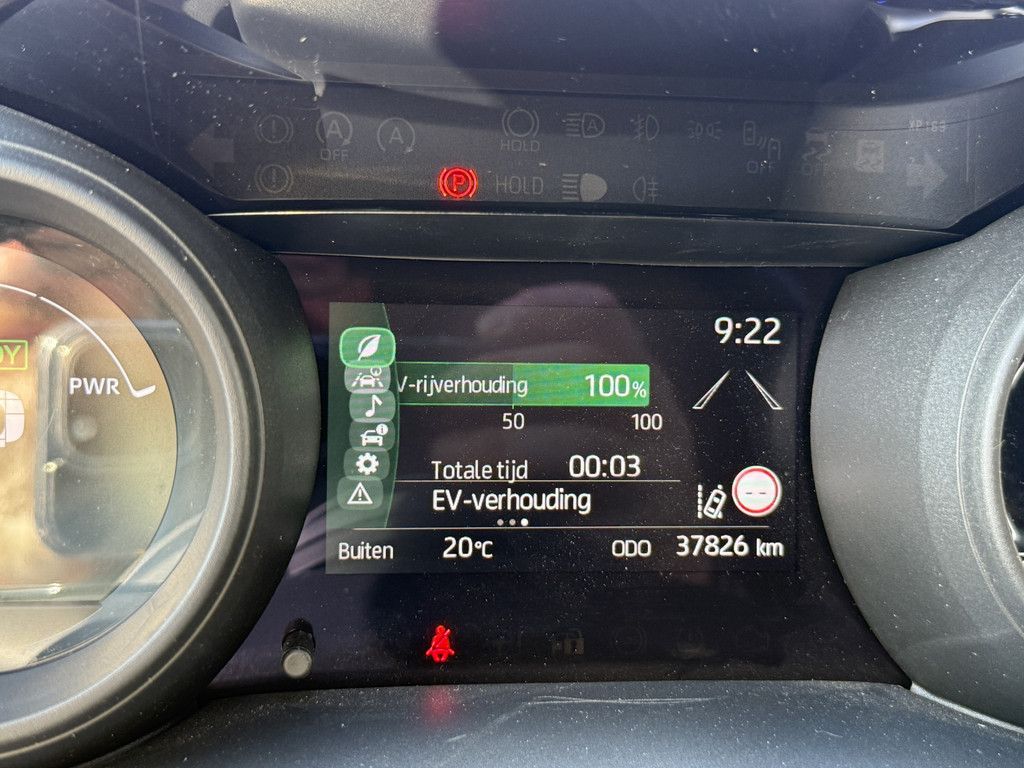 A
A
A
OFF
HOLD
OFF
OFF
XP163
P
HOLD
9:22
PWR
V-rijverhouding 100%
50 100
Totale tijd 00:03
EV-verhouding
--
Buiten 20°C ODO 37826 km